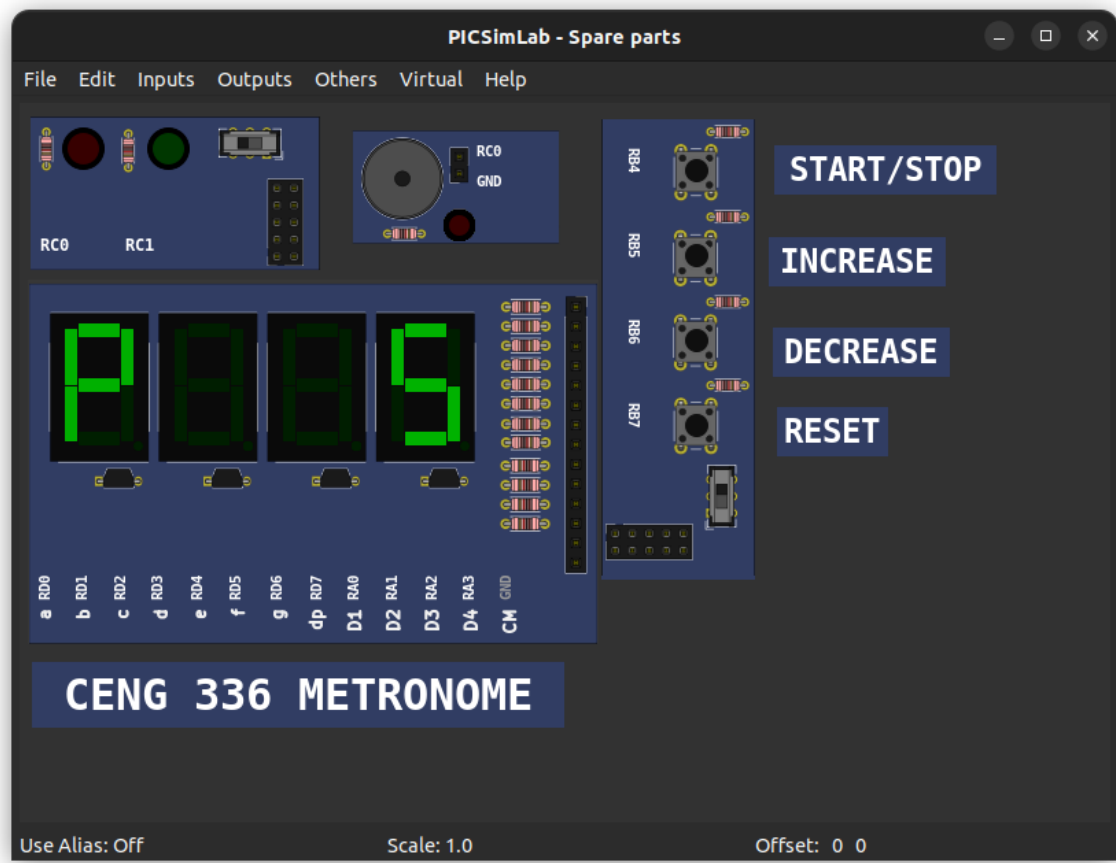 PICSimLab - Spare parts
File Edit Inputs Outputs Others Virtual Help
RC0 RC1
RC0
GND
P 5
RB4
RB5
RB6
RB7
START/STOP
INCREASE
DECREASE
RESET
a RD0
b RD1
c RD2
d RD3
e RD4
f RD5
g RD6
dp RD7
D1 RA0
D2 RA1
D3 RA2
D4 RA3
CM GND
CENG 336 METRONOME
Use Alias: Off Scale: 1.0 Offset: 0 0